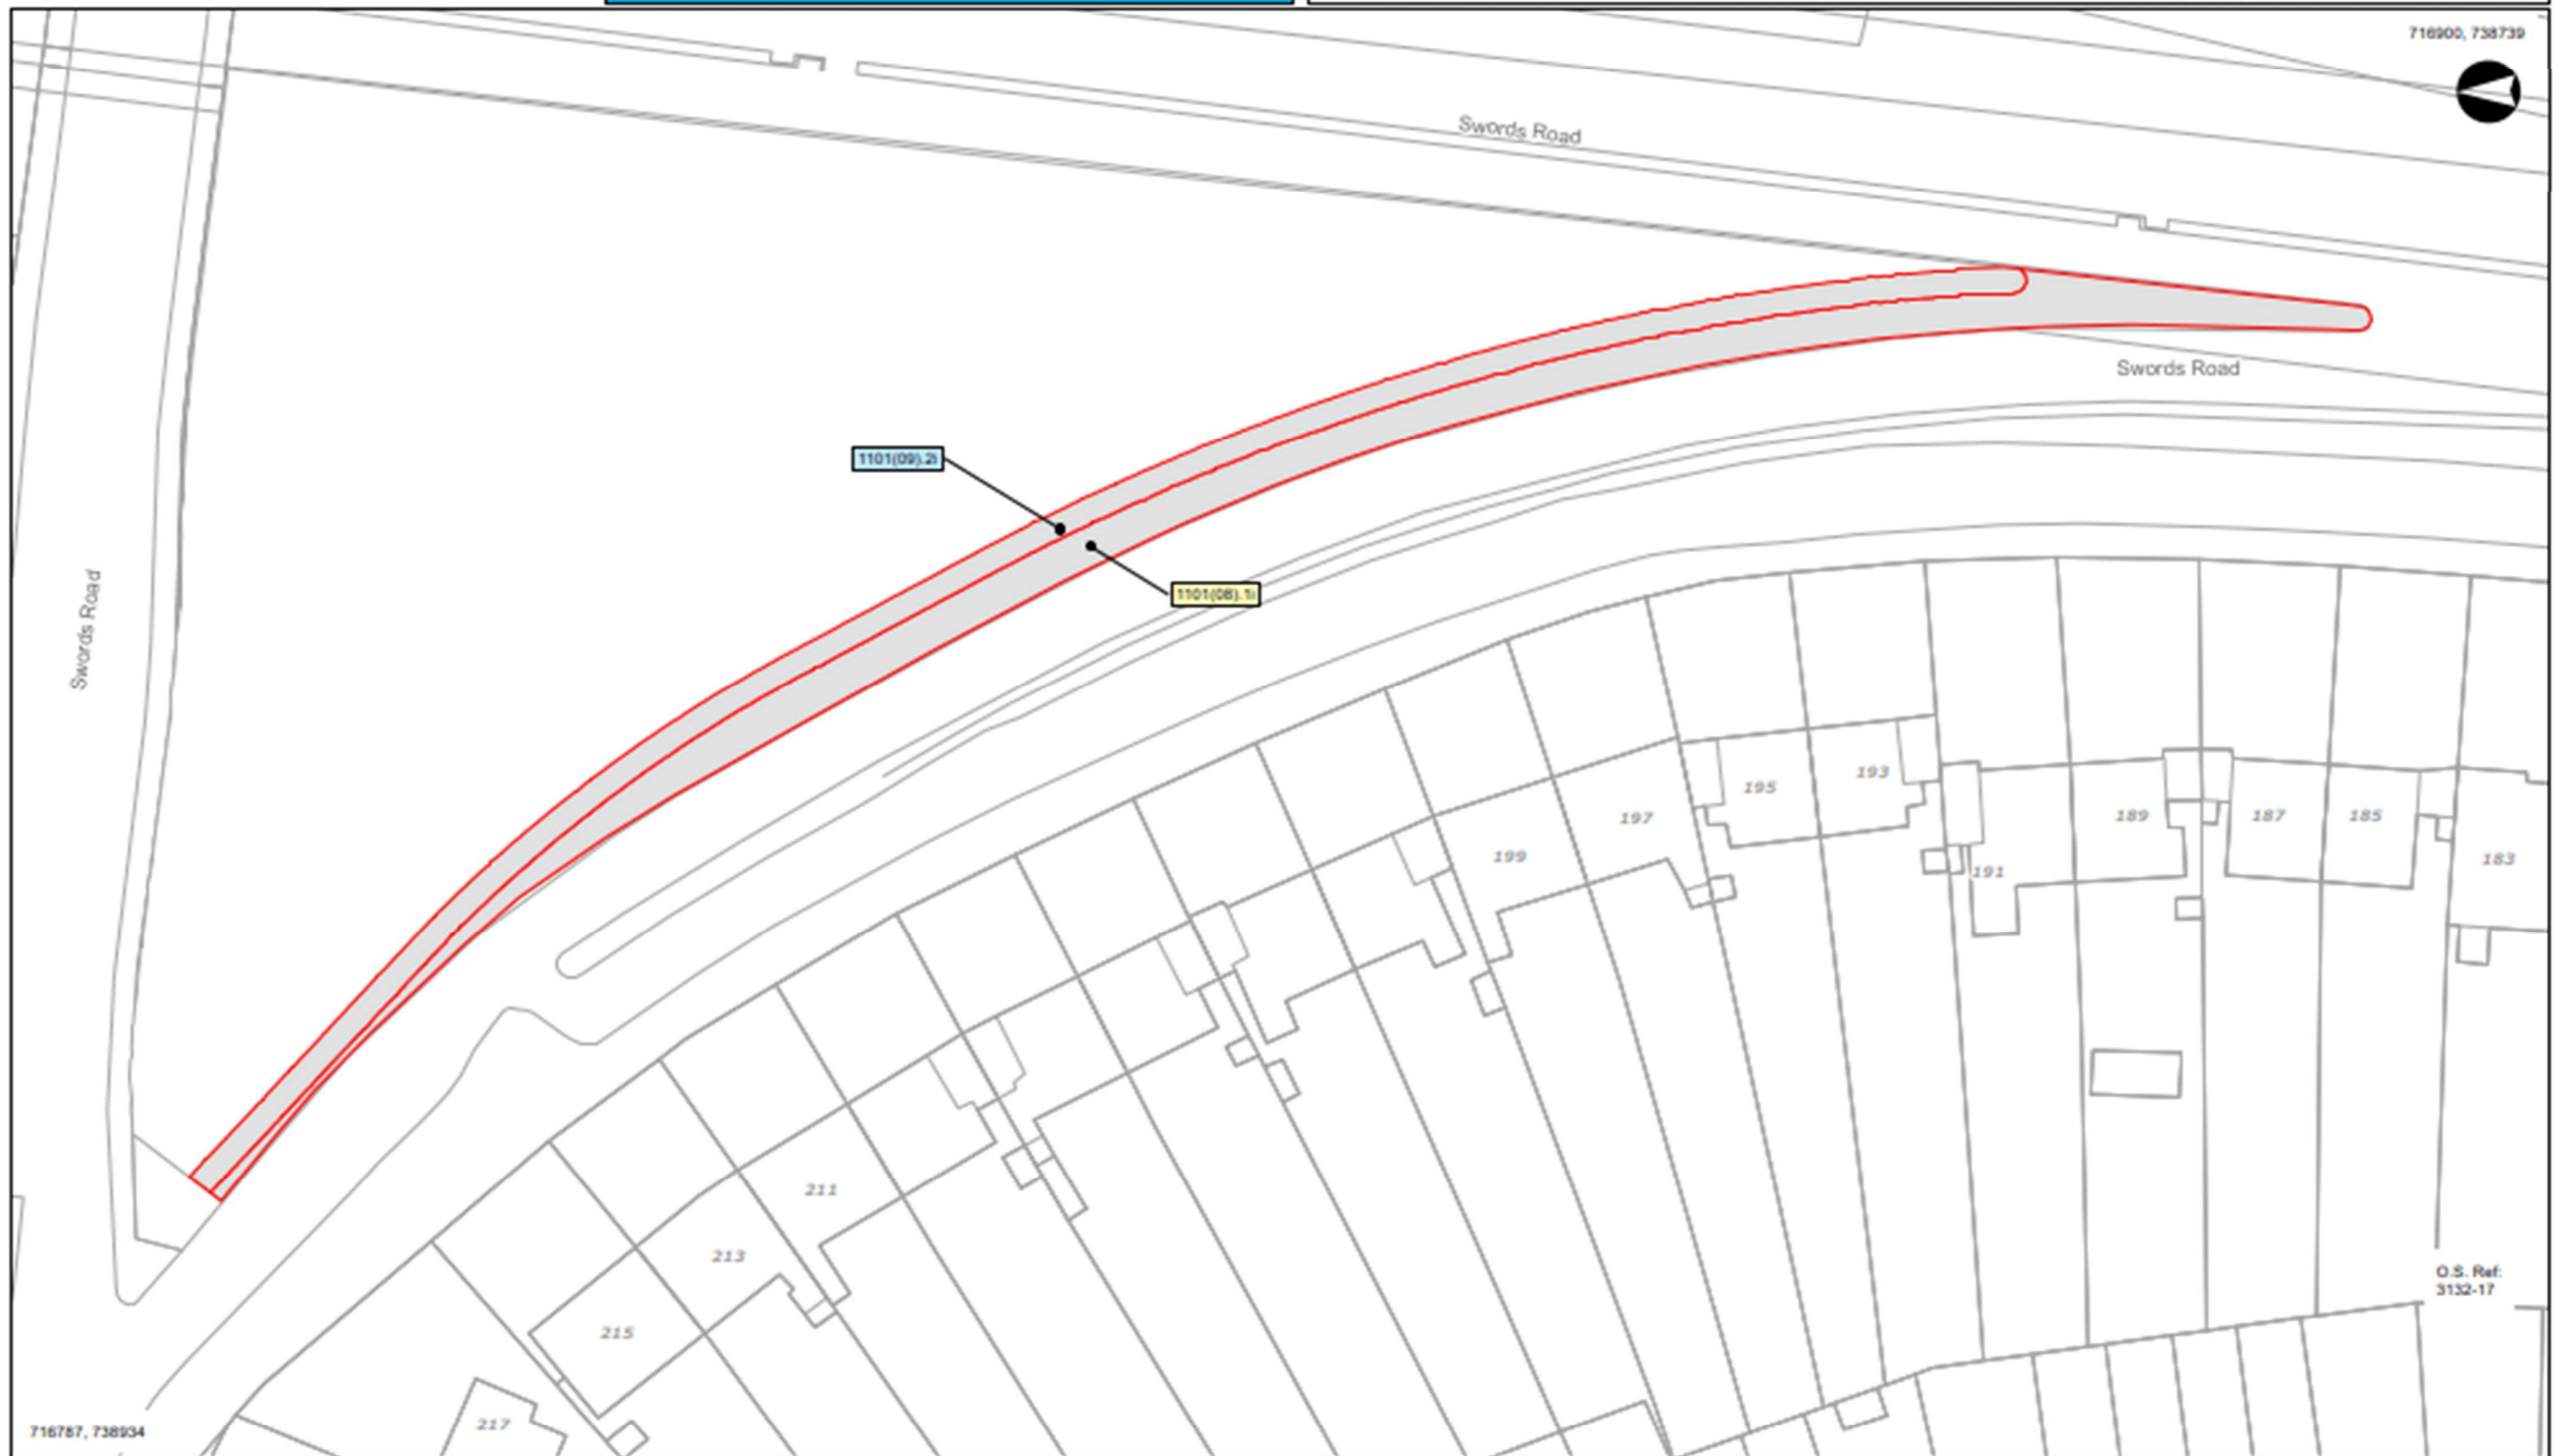 716900, 738739
Swords Road
Swords Road
1101(09).2i
1101(08).1i
Swords Road
195
193
197
189
187
185
199
183
191
211
213
O.S. Ref:
3132-17
215
217
716787, 738934